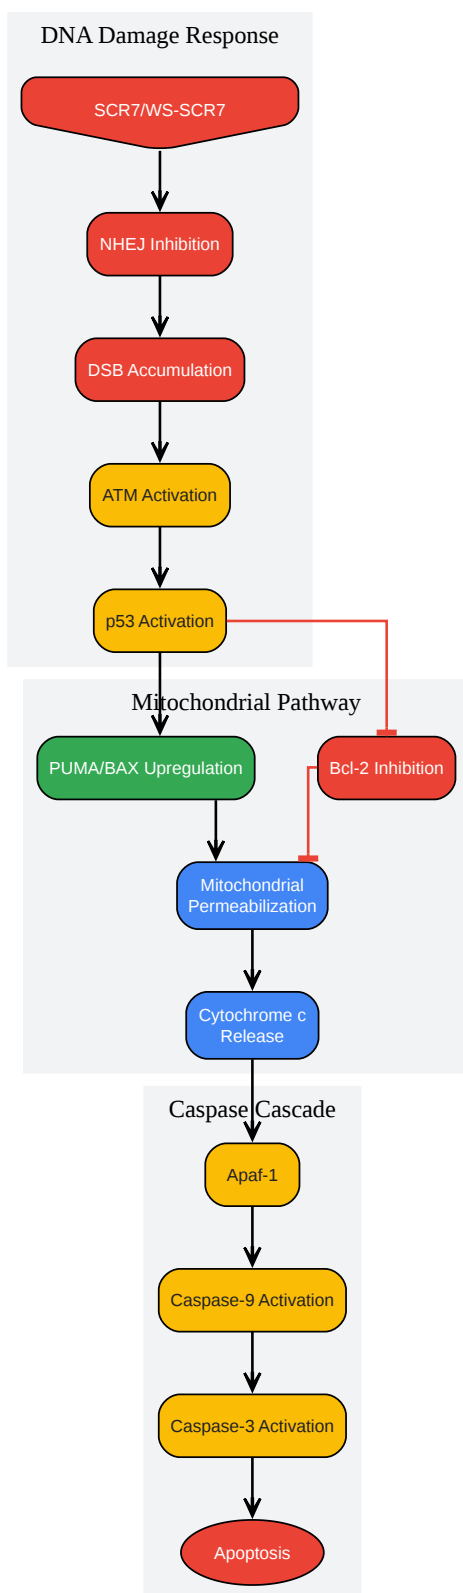 DNA Damage Response
SCR7/WS-SCR7
NHEJ Inhibition
DSB Accumulation
ATM Activation
p53 Activation
Mitochondrial Pathway
PUMA/BAX Upregulation
Bcl-2 Inhibition
Mitochondrial
Permeabilization
Cytochrome c
Release
Caspase Cascade
Apaf-1
Caspase-9 Activation
Caspase-3 Activation
Apoptosis